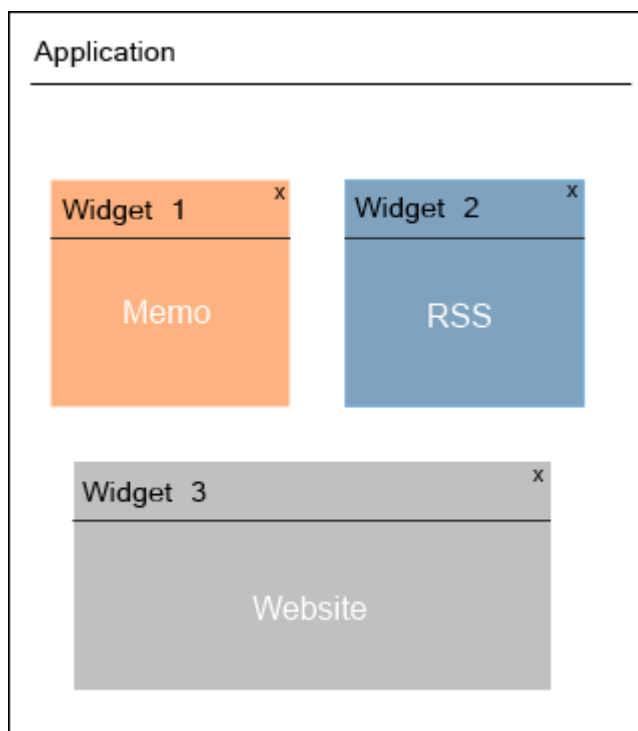 Application
Widget 1 x
Memo
Widget 2 x
RSS
Widget 3 x
Website